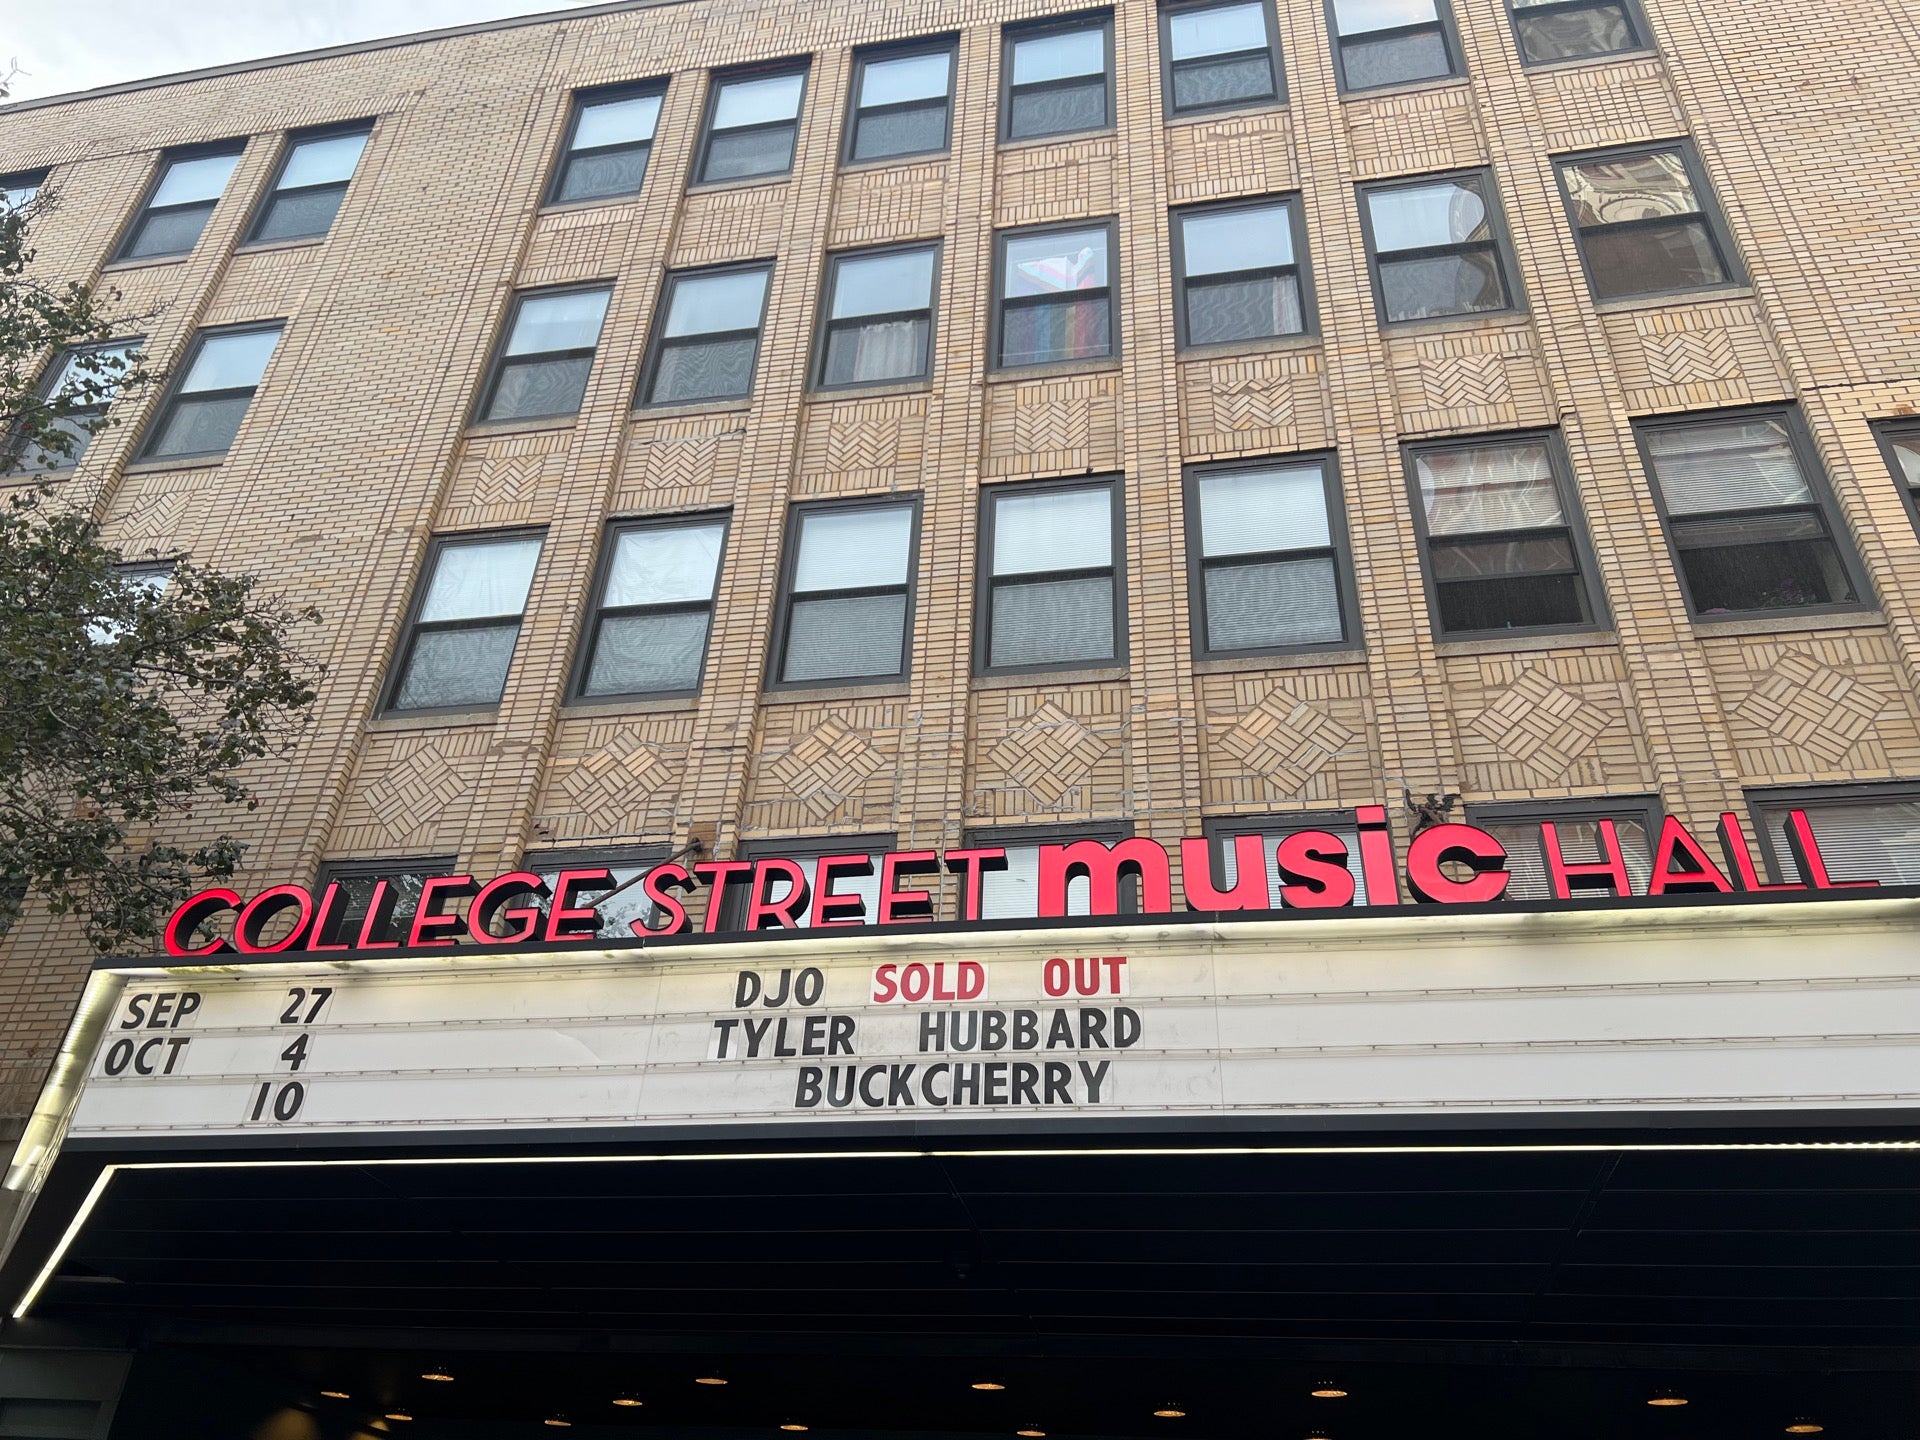 COLLEGE STREET music HALL
SEP 27 DJO SOLD OUT
OCT 4 TYLER HUBBARD
10 BUCKCHERRY